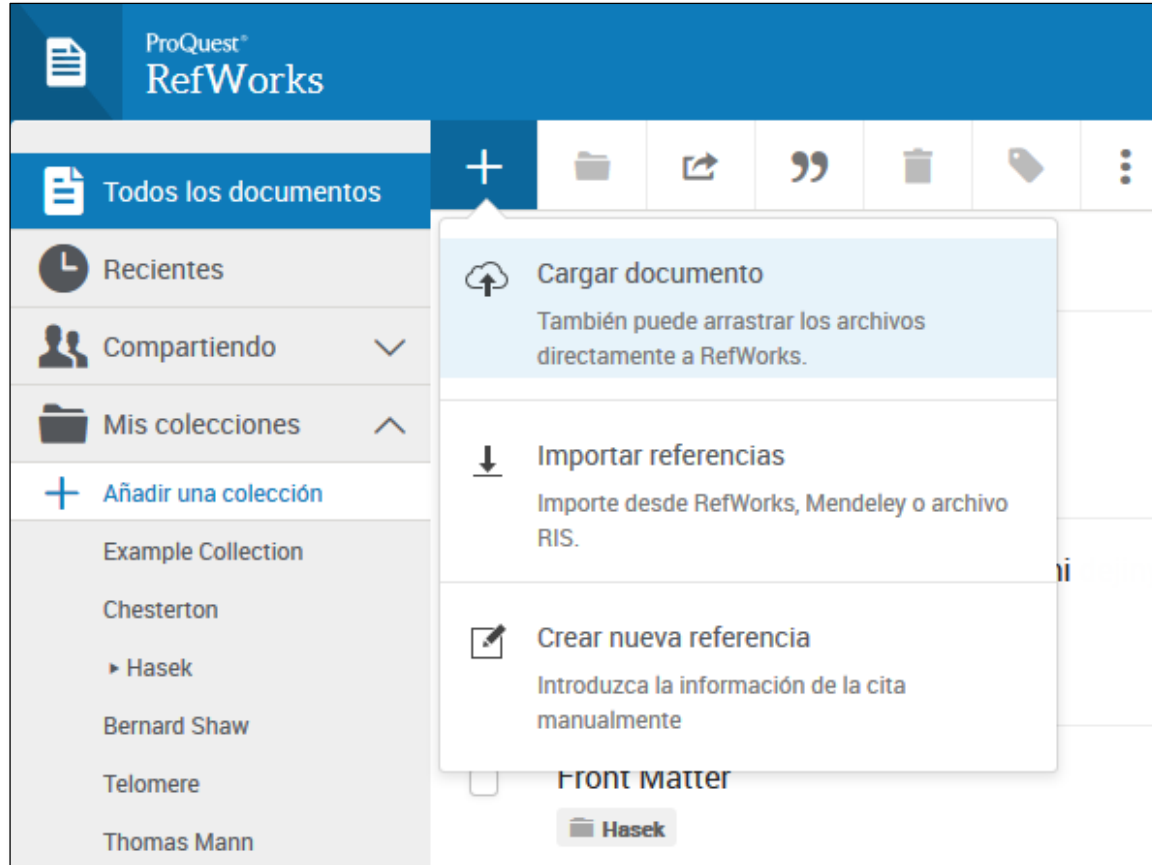 ProQuest®
RefWorks
Todos los documentos
Recientes
Compartiendo
Mis colecciones
Añadir una colección
Example Collection
Chesterton
Hasek
Bernard Shaw
Telomere
Thomas Mann
Cargar documento
También puede arrastrar los archivos
directamente a RefWorks.
Importar referencias
Importe desde RefWorks, Mendeley o archivo
RIS.
Crear nueva referencia
Introduzca la información de la cita
manualmente
Front Matter
Hasek